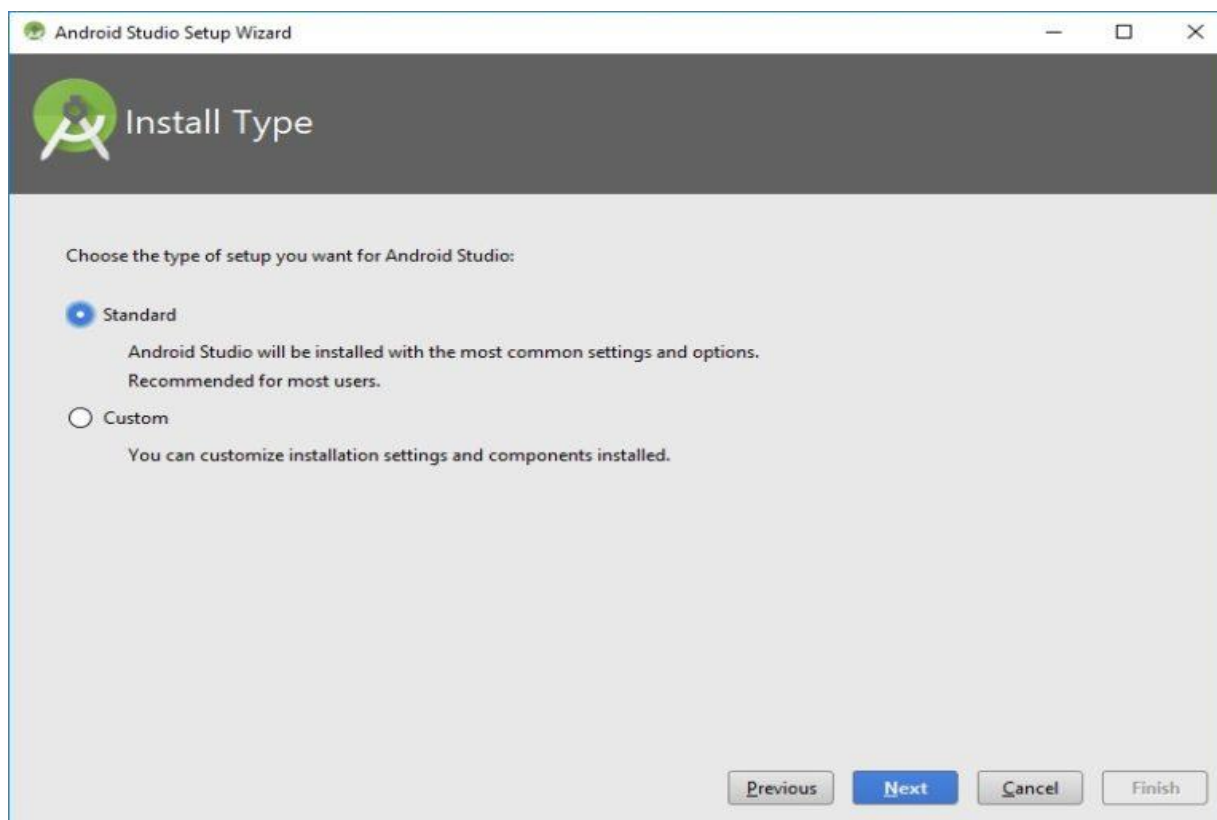 Android Studio Setup Wizard
Install Type
Choose the type of setup you want for Android Studio:
Standard
Android Studio will be installed with the most common settings and options.
Recommended for most users.
Custom
You can customize installation settings and components installed.
Previous Next Cancel Finish